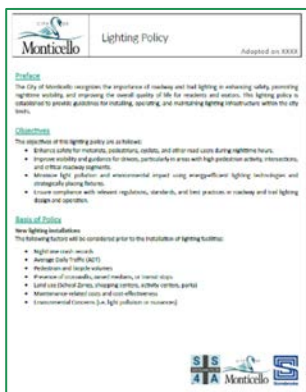 CITY OF
Monticello
Lighting Policy
Adopted on XXXX
Preface
The City of Monticello recognizes the importance of roadway and trail lighting in enhancing safety, promoting
nighttime mobility, and improving the overall quality of life for residents and visitors. This lighting policy is
established to provide guidelines for installing, operating, and maintaining lighting infrastructure within the city
limits.
Objectives
The objectives of this lighting policy are as follows:
• Enhance safety for motorists, pedestrians, cyclists, and other road users during nighttime hours.
• Improve visibility and guidance for drivers, particularly in areas with high pedestrian activity, intersections,
and critical roadway segments.
• Minimize light pollution and environmental impact using energy-efficient lighting technologies and
strategically placing fixtures.
• Ensure compliance with relevant regulations, standards, and best practices in roadway and trail lighting
design and operation.
Basis of Policy
New lighting installations
The following factors will be considered prior to the installation of lighting facilities:
• Nighttime crash records
• Average Daily Traffic (ADT)
• Pedestrian and bicycle volumes
• Presence of crosswalks, raised medians, or transit stops
• Land use (School Zones, shopping centers, activity centers, parks)
• Maintenance-related costs and cost-effectiveness
• Environmental Concerns (i.e. light pollution or nuisances)
SS4A
Monticello